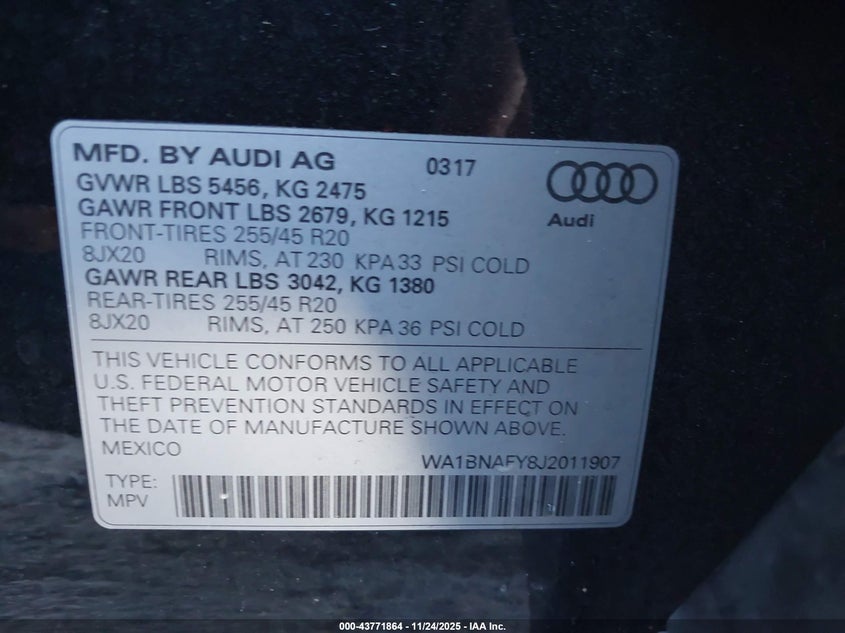 MFD. BY AUDI AG 0317
GVWR LBS 5456, KG 2475
GAWR FRONT LBS 2679, KG 1215
FRONT-TIRES 255/45 R20
8JX20 RIMS, AT 230 KPA 33 PSI COLD
GAWR REAR LBS 3042, KG 1380
REAR-TIRES 255/45 R20
8JX20 RIMS, AT 250 KPA 36 PSI COLD
Audi
THIS VEHICLE CONFORMS TO ALL APPLICABLE
U.S. FEDERAL MOTOR VEHICLE SAFETY AND
THEFT PREVENTION STANDARDS IN EFFECT ON
THE DATE OF MANUFACTURE SHOWN ABOVE.
MEXICO
WA1BNAFY8J2011907
TYPE:
MPV
000-43771864 - 11/24/2025 - IAA Inc.